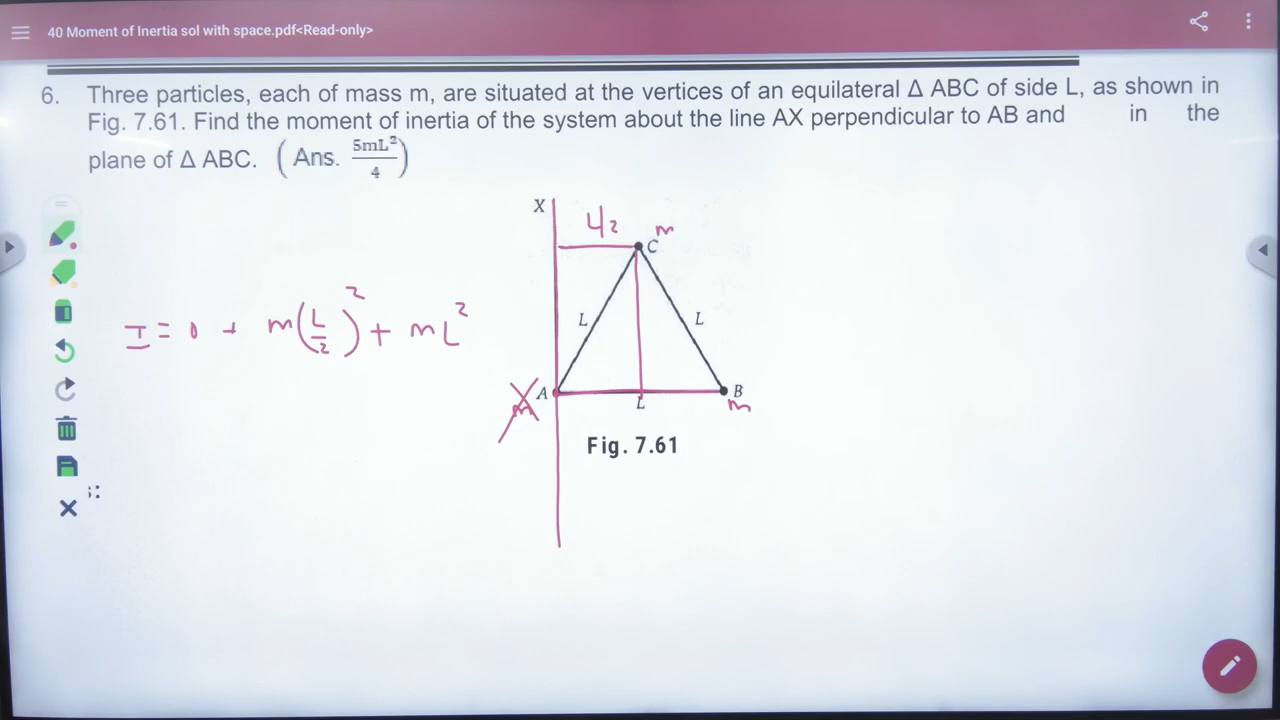 40 Moment of Inertia sol with space.pdf<Read-only>
6. Three particles, each of mass m, are situated at the vertices of an equilateral Δ ABC of side L, as shown in
Fig. 7.61. Find the moment of inertia of the system about the line AX perpendicular to AB and in the
plane of Δ ABC. (Ans. 5mL²/4)
X
L/2 m
C
I = 0 + m(L/2)² + mL²
L L
A B
m m
L
Fig. 7.61